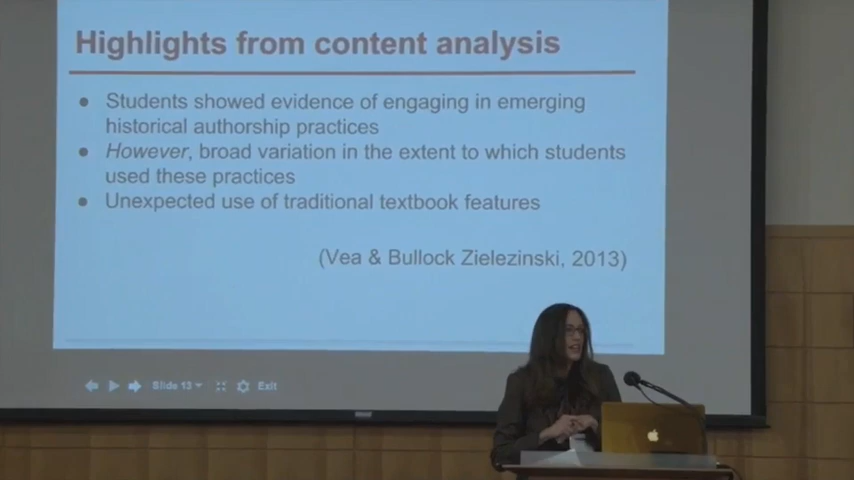 Highlights from content analysis
● Students showed evidence of engaging in emerging
historical authorship practices
● However, broad variation in the extent to which students
used these practices
● Unexpected use of traditional textbook features
(Vea & Bullock Zielezinski, 2013)
Slide 13 Exit